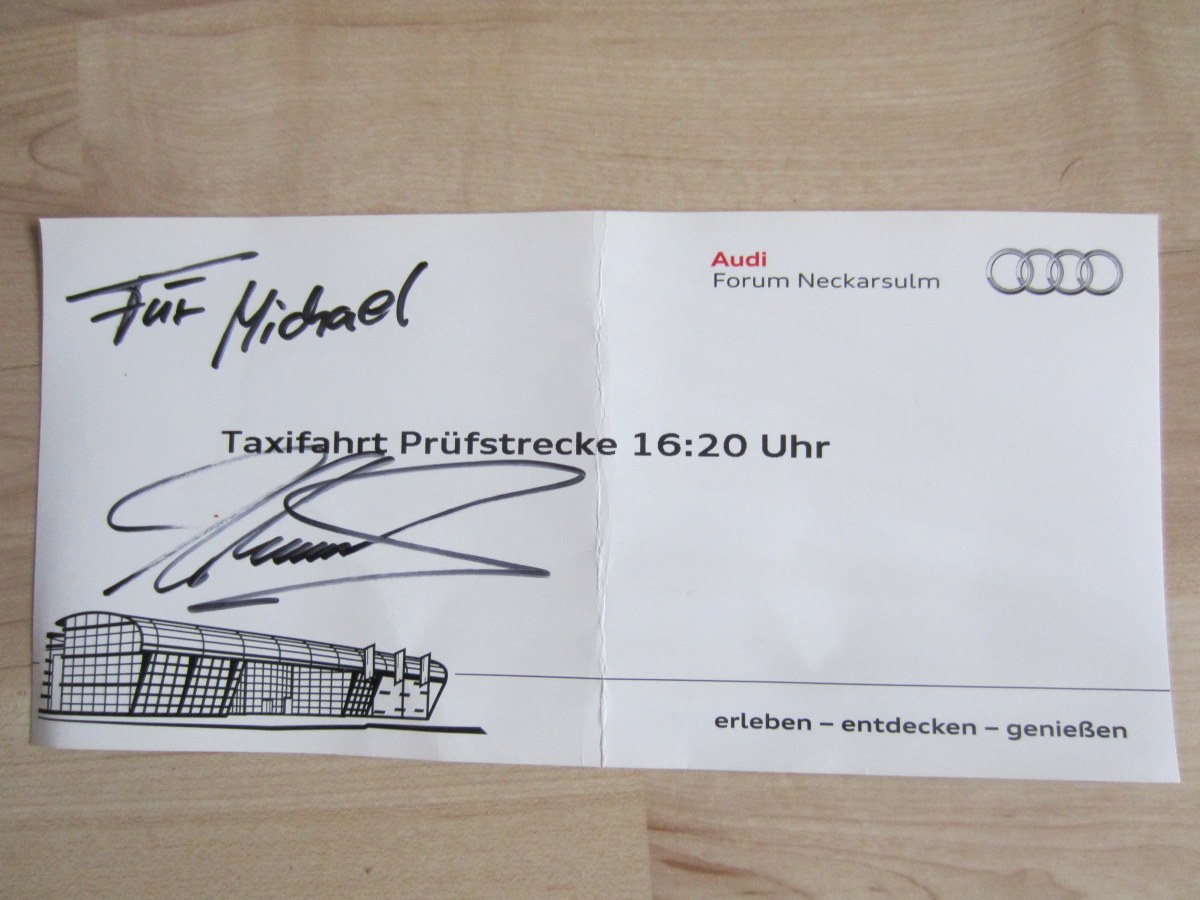 Für Michael
Audi
Forum Neckarsulm
Taxifahrt Prüfstrecke 16:20 Uhr
erleben – entdecken – genießen